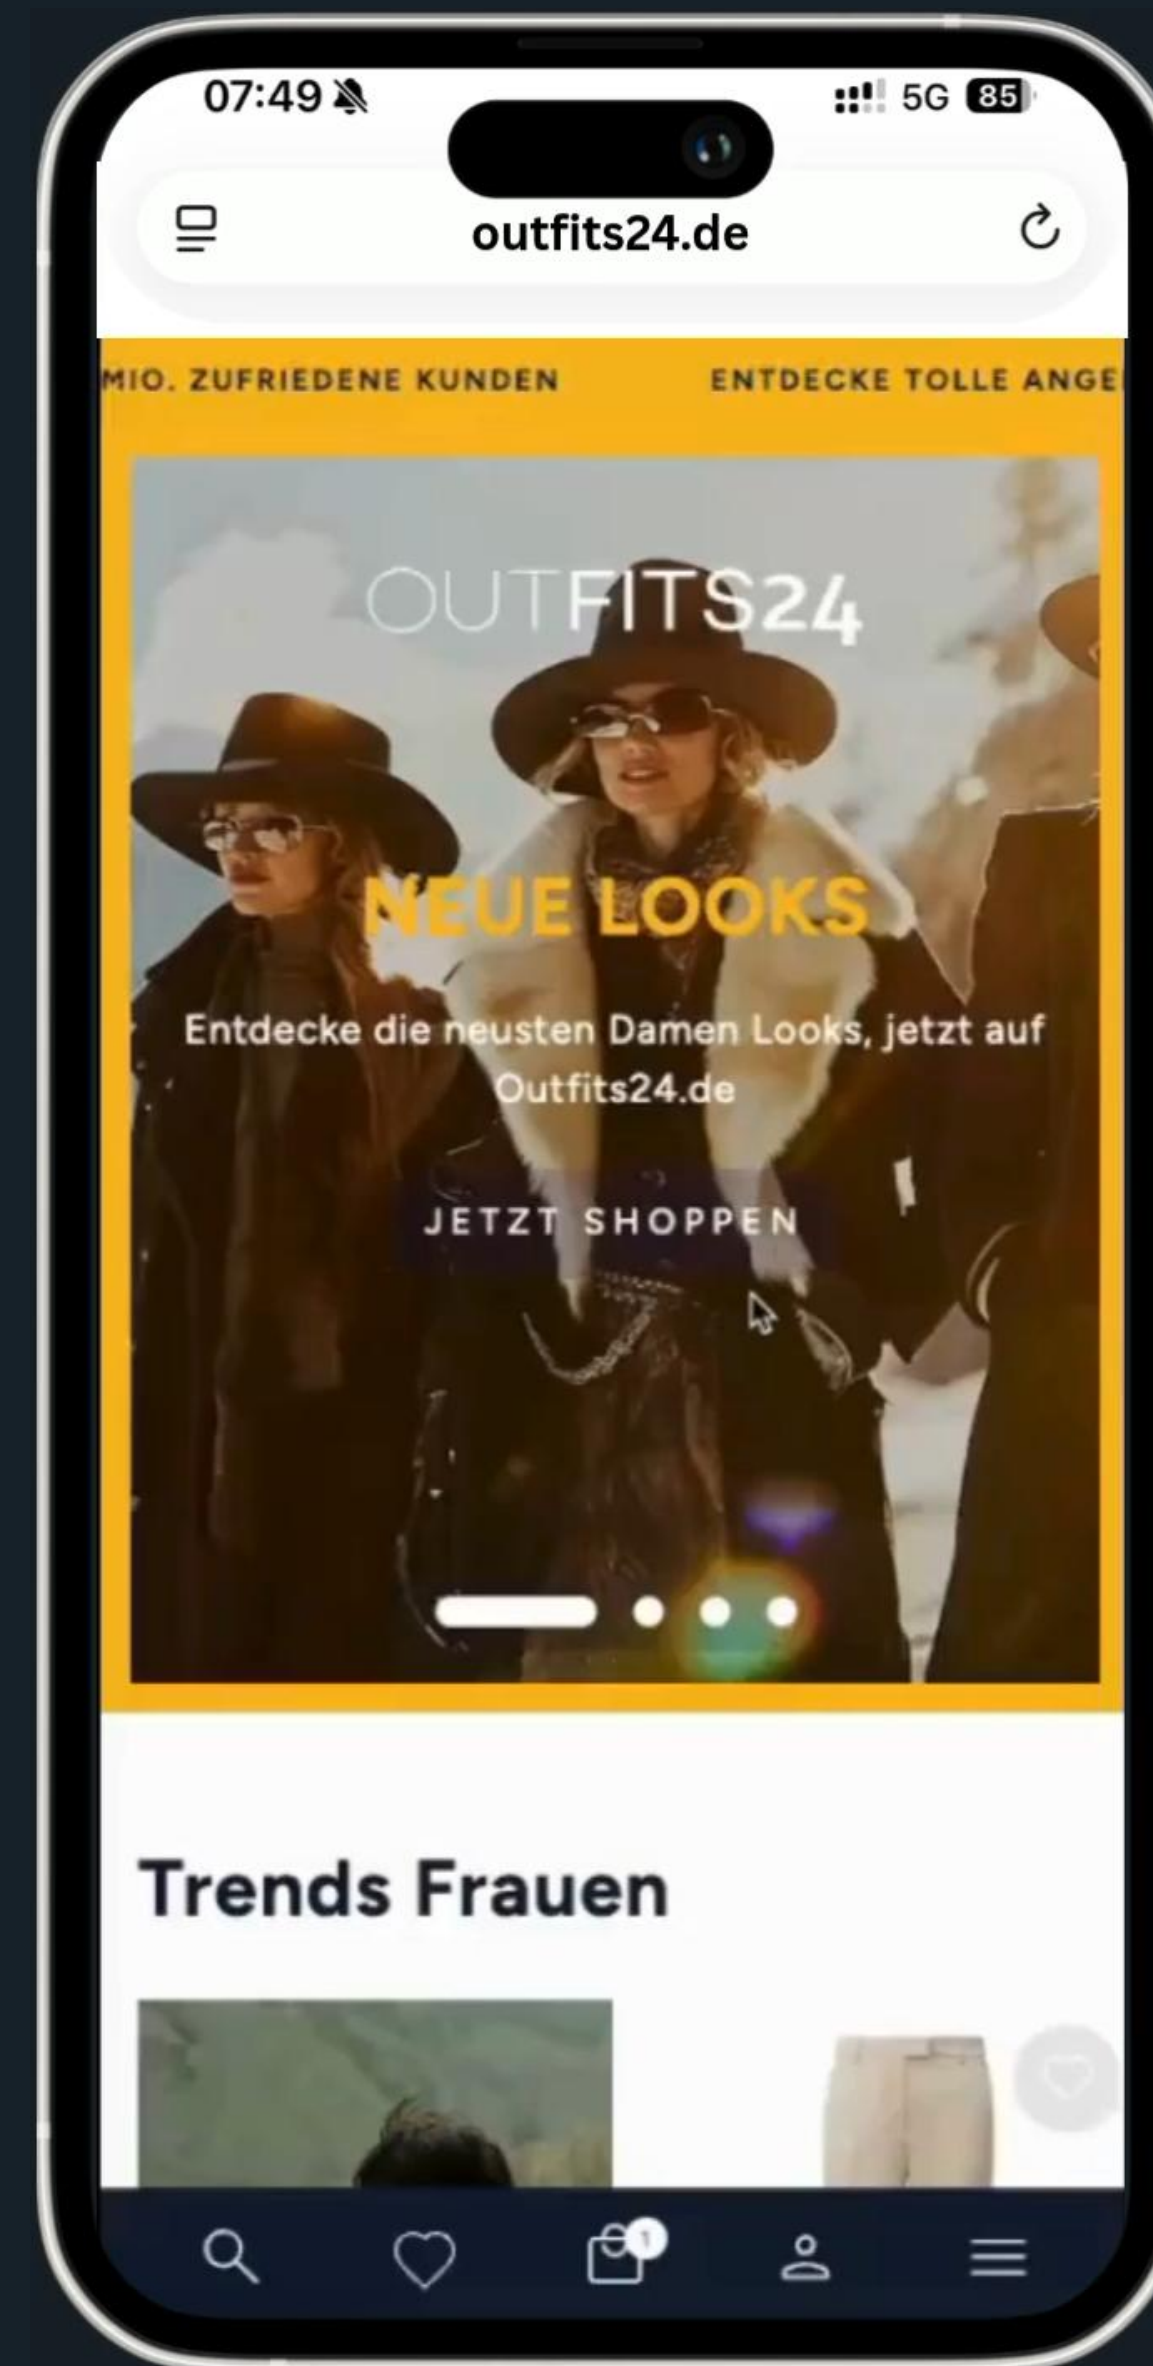 07:49
5G 85
outfits24.de
MIO. ZUFRIEDENE KUNDEN ENTDECKE TOLLE ANGE
OUTFITS24
NEUE LOOKS
Entdecke die neusten Damen Looks, jetzt auf
Outfits24.de
JETZT SHOPPEN
Trends Frauen
1